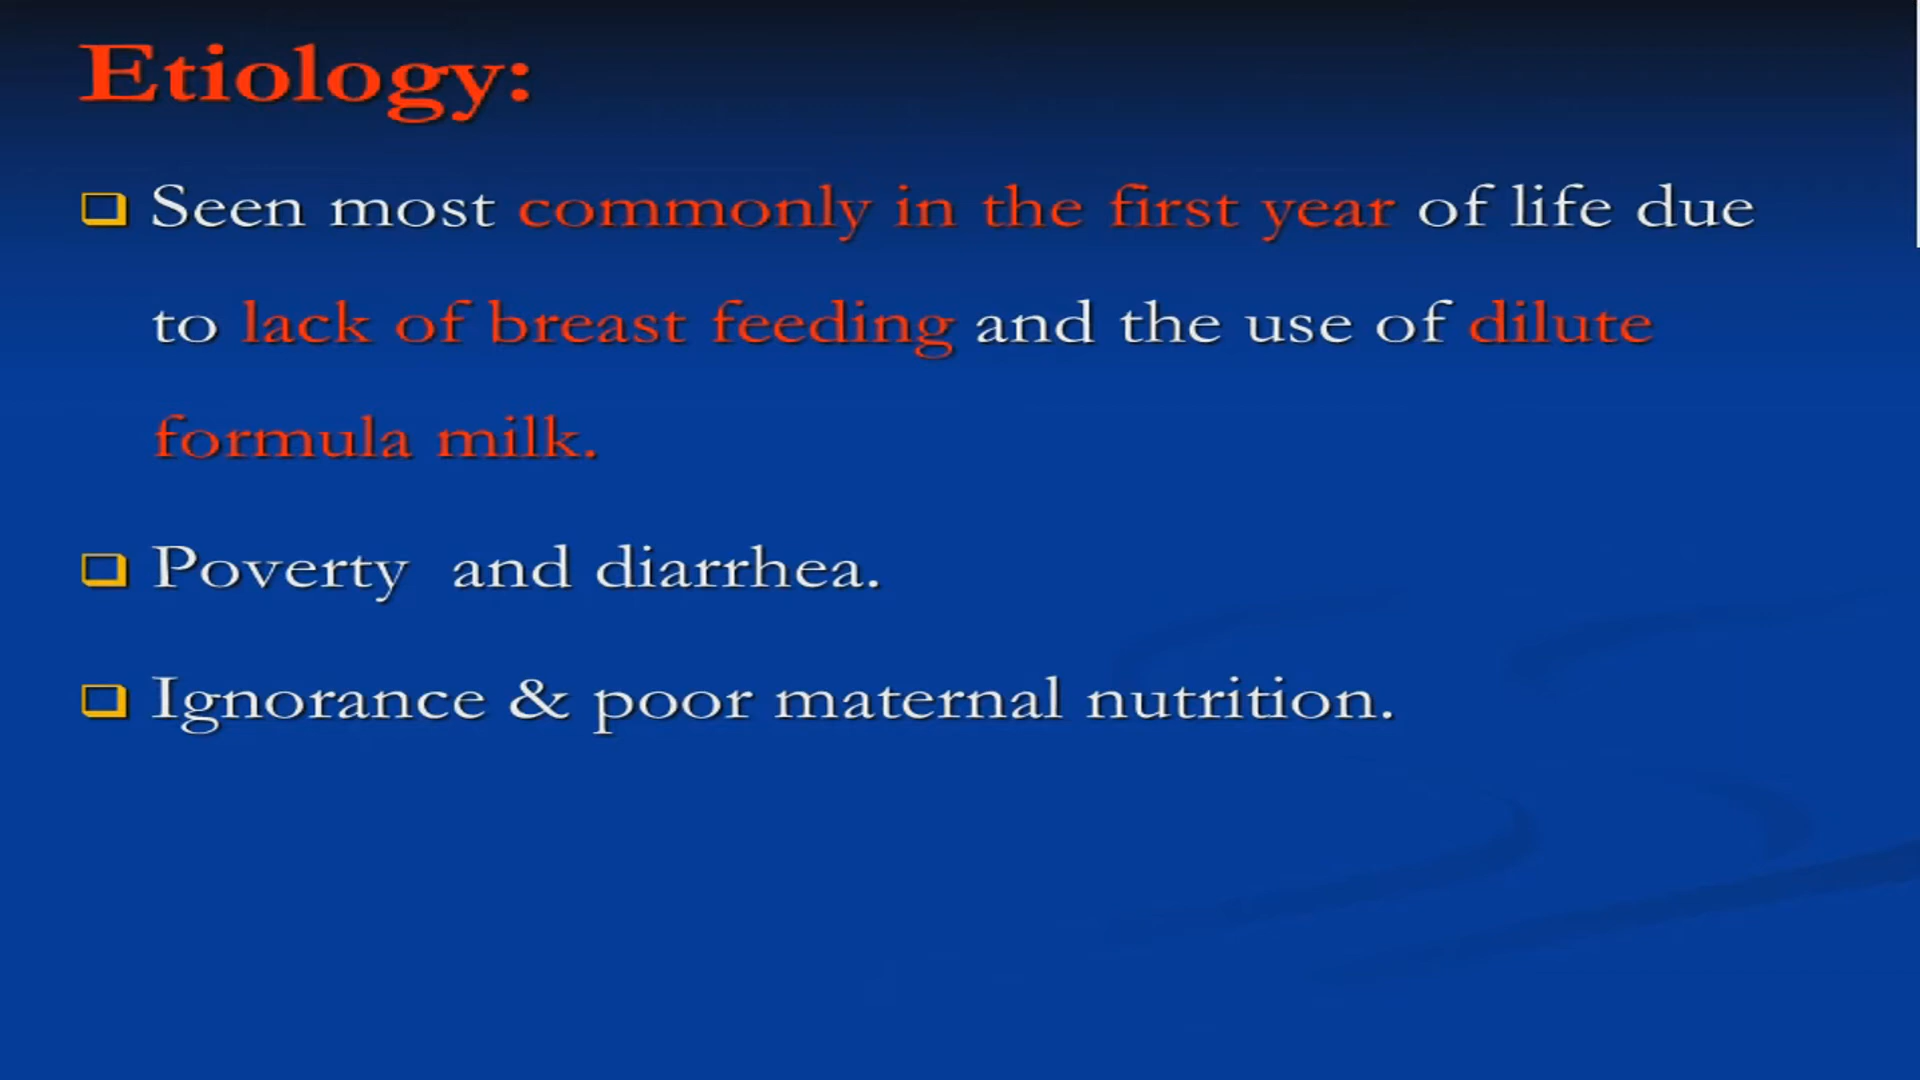 Etiology:
Seen most commonly in the first year of life due
to lack of breast feeding and the use of dilute
formula milk.
Poverty  and diarrhea.
Ignorance & poor maternal nutrition.